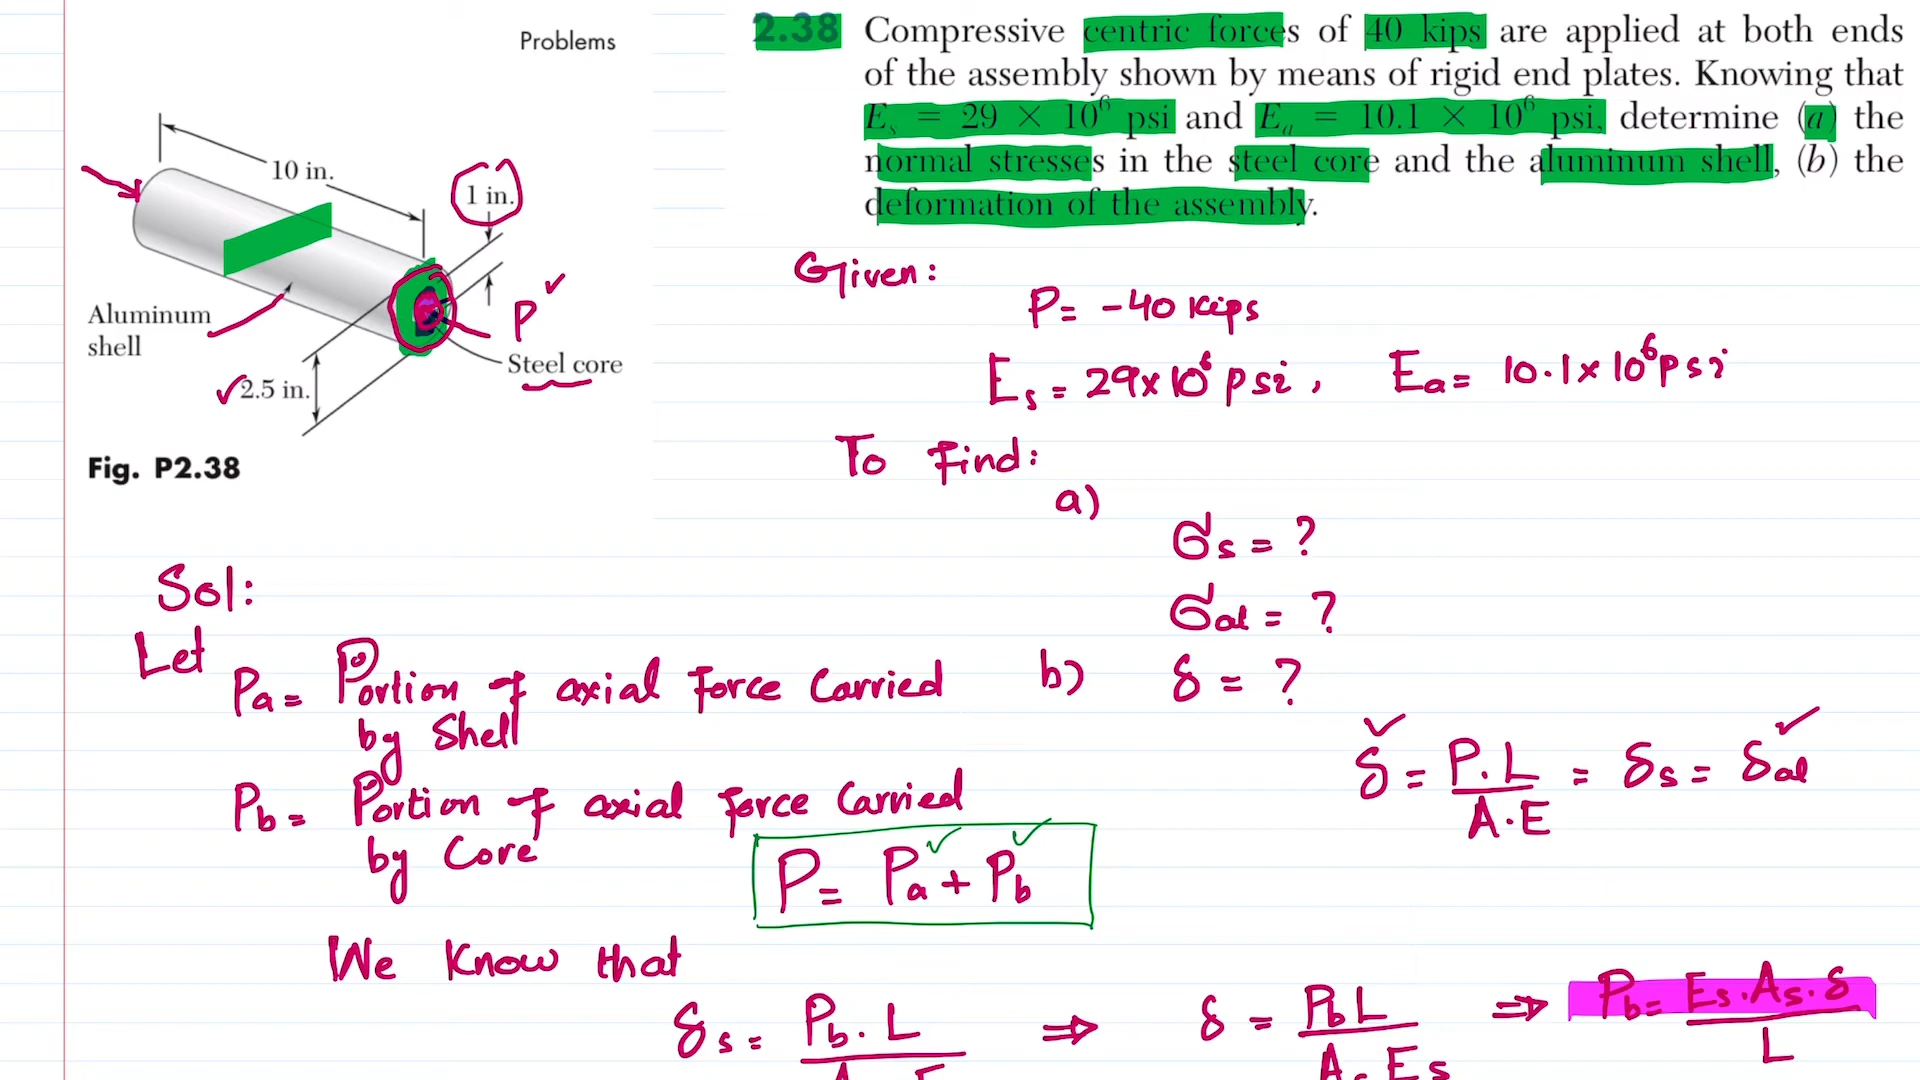 Problems
2.38 Compressive centric forces of 40 kips are applied at both ends
of the assembly shown by means of rigid end plates. Knowing that
E_s = 29 × 10^6 psi and E_a = 10.1 × 10^6 psi, determine (a) the
normal stresses in the steel core and the aluminum shell, (b) the
deformation of the assembly.
10 in.
1 in.
Aluminum
shell
P
Steel core
2.5 in.
Fig. P2.38
Given:
P = -40 kips
E_s = 29×10^6 psi, E_a = 10.1×10^6 psi
To Find:
a)
σ_s = ?
σ_al = ?
b) δ = ?
Sol:
Let
P_a = Portion of axial Force Carried
by Shell
P_b = Portion of axial Force Carried
by Core
δ = P.L / A.E = δ_s = δ_al
P = P_a + P_b
We Know that
δ_s = P_b . L ⇒ δ = P_b L / A . E_s ⇒ P_b = E_s . A_s . δ / L